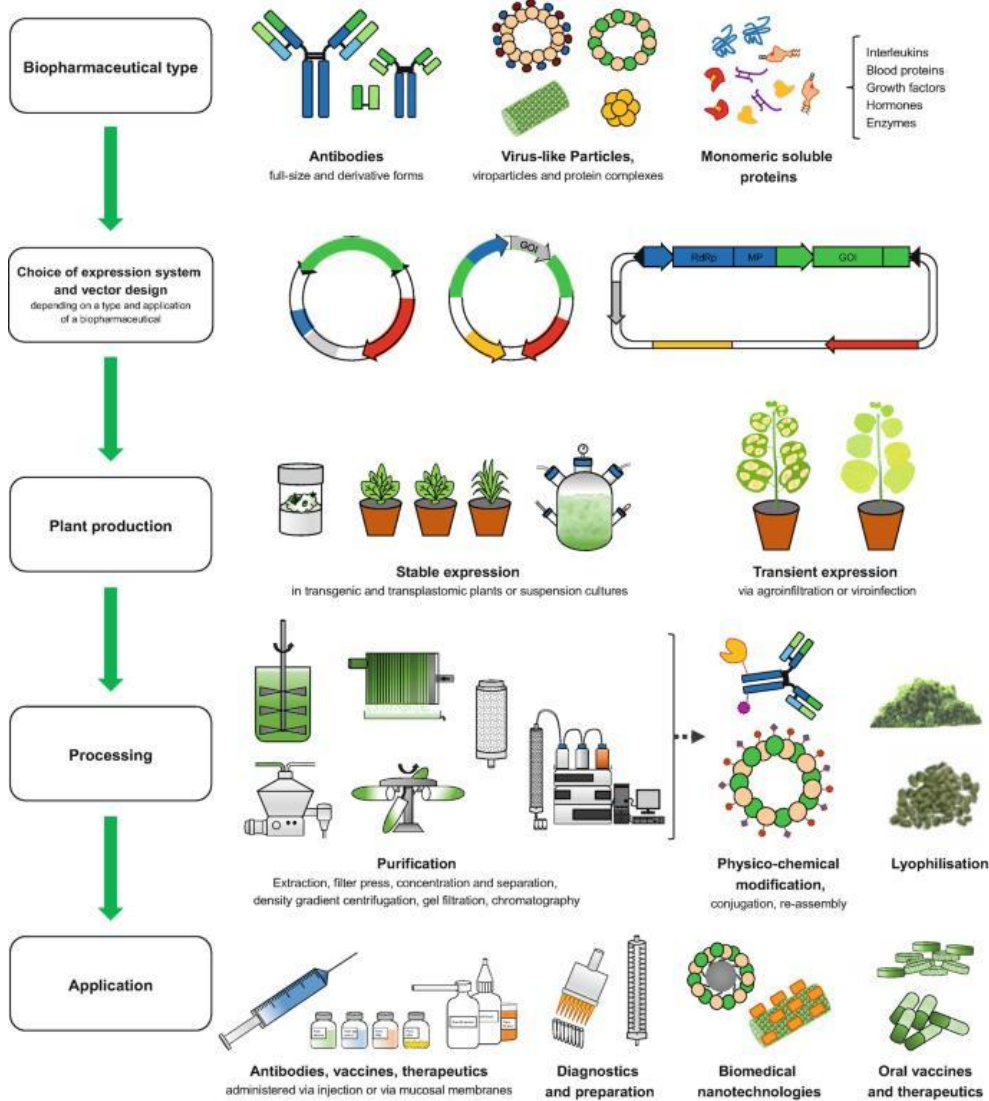 Biopharmaceutical type
Interleukins
Blood proteins
Growth factors
Hormones
Enzymes
Antibodies
full-size and derivative forms
Virus-like Particles,
viroparticles and protein complexes
Monomeric soluble
proteins
Choice of expression system
and vector design
depending on a type and application
of a biopharmaceutical
GOI
RdRp
MP
GOI
Plant production
Stable expression
in transgenic and transplastomic plants or suspension cultures
Transient expression
via agroinfiltration or viroinfection
Processing
Purification
Extraction, filter press, concentration and separation,
density gradient centrifugation, gel filtration, chromatography
Physico-chemical
modification,
conjugation, re-assembly
Lyophilisation
Application
Antibodies, vaccines, therapeutics
administered via injection or via mucosal membranes
Diagnostics
and preparation
Biomedical
nanotechnologies
Oral vaccines
and therapeutics